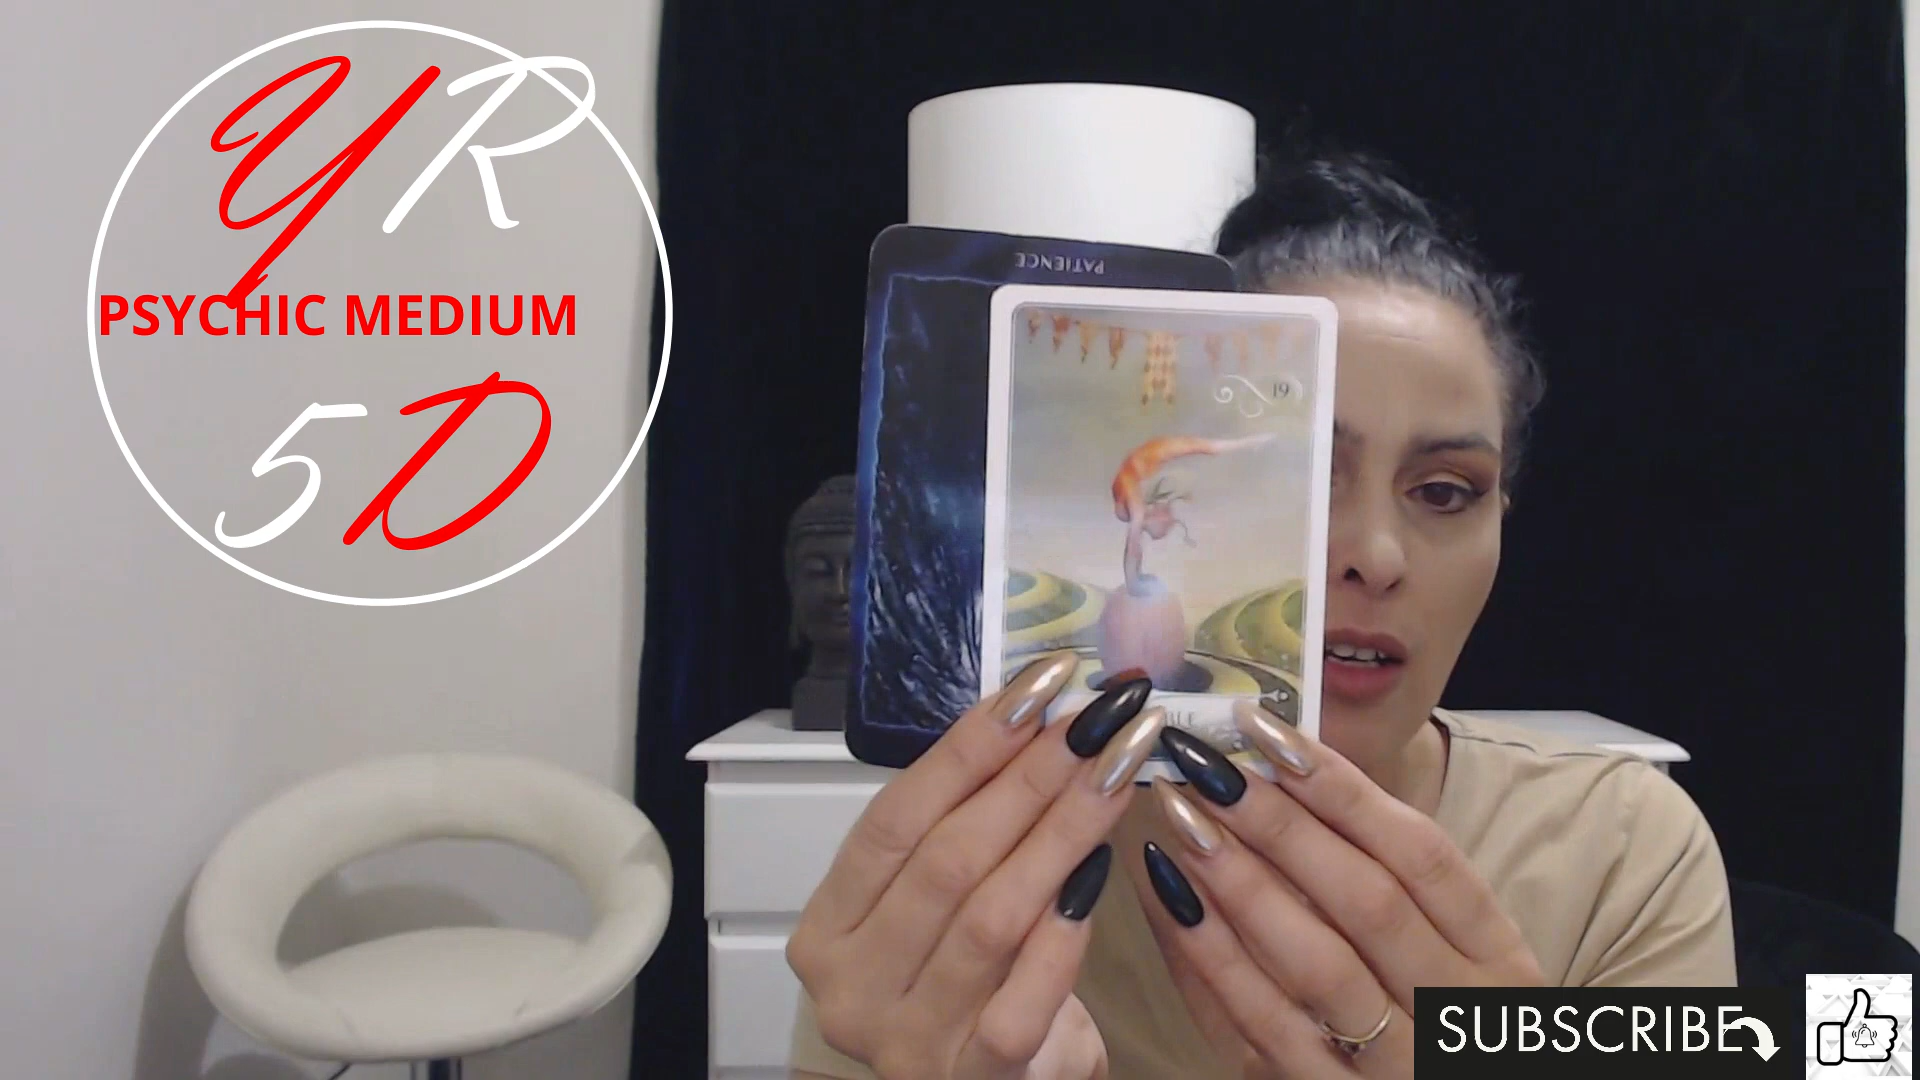 YR
PSYCHIC MEDIUM
5D
PATIENCE
19
SUBSCRIBE